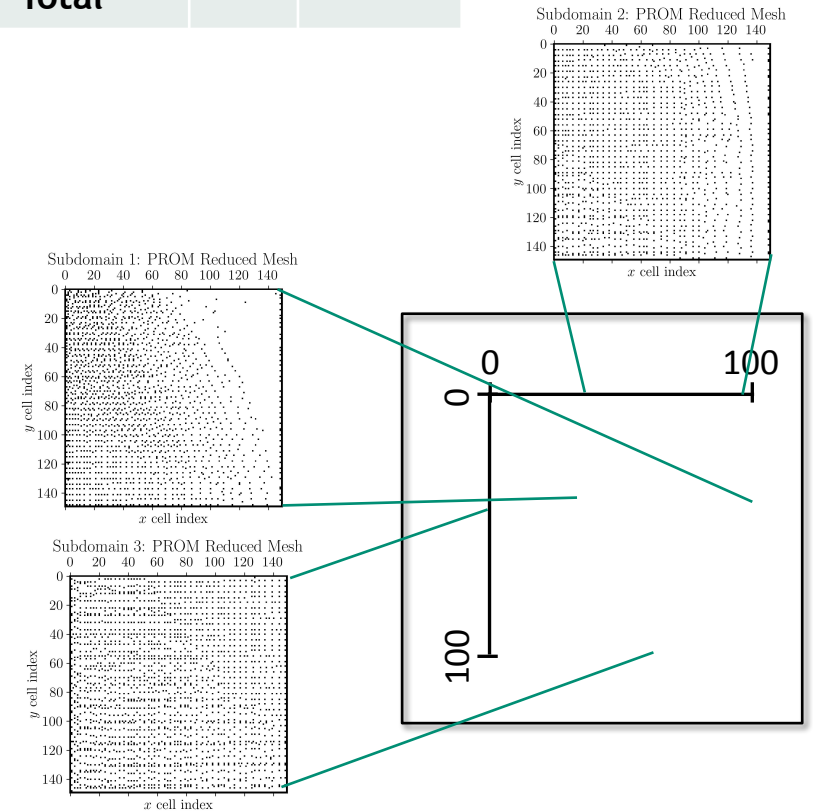 Total
Subdomain 2: PROM Reduced Mesh
0 20 40 60 80 100 120 140
0
20
40
60
80
100
120
140
y cell index
x cell index
Subdomain 1: PROM Reduced Mesh
0 20 40 60 80 100 120 140
0
20
40
60
80
100
120
140
y cell index
x cell index
0 100
0
100
Subdomain 3: PROM Reduced Mesh
0 20 40 60 80 100 120 140
0
20
40
60
80
100
120
140
y cell index
x cell index